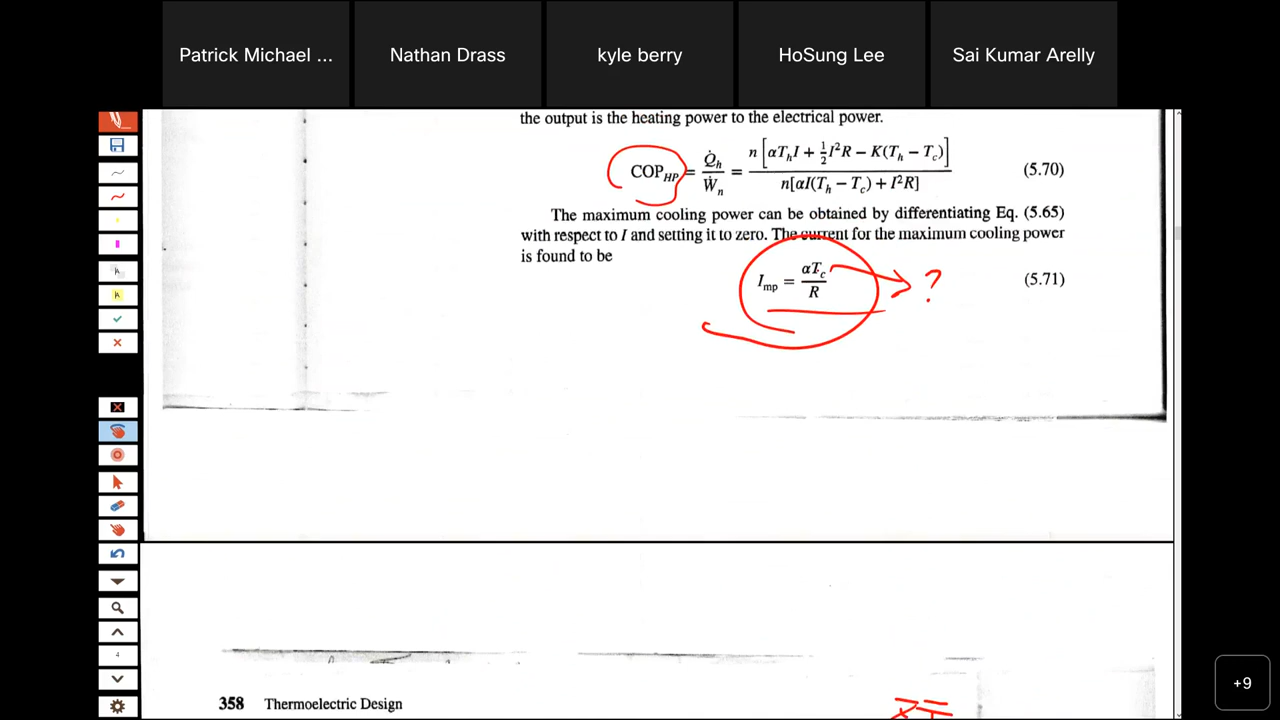 Patrick Michael ...
Nathan Drass
kyle berry
HoSung Lee
Sai Kumar Arelly
the output is the heating power to the electrical power.
COP_HP = Q̇_h / Ẇ_n = n[αT_hI + ½I²R − K(T_h − T_c)] / n[αI(T_h − T_c) + I²R] (5.70)
The maximum cooling power can be obtained by differentiating Eq. (5.65)
with respect to I and setting it to zero. The current for the maximum cooling power
is found to be
I_mp = αT_c / R (5.71)
?
358 Thermoelectric Design
+9